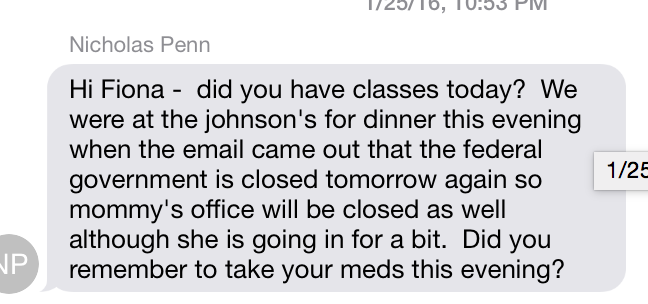 1/25/16, 10:53 PM
Nicholas Penn
Hi Fiona -  did you have classes today?  We
were at the johnson's for dinner this evening
when the email came out that the federal
government is closed tomorrow again so
mommy's office will be closed as well
although she is going in for a bit.  Did you
remember to take your meds this evening?
1/25
NP